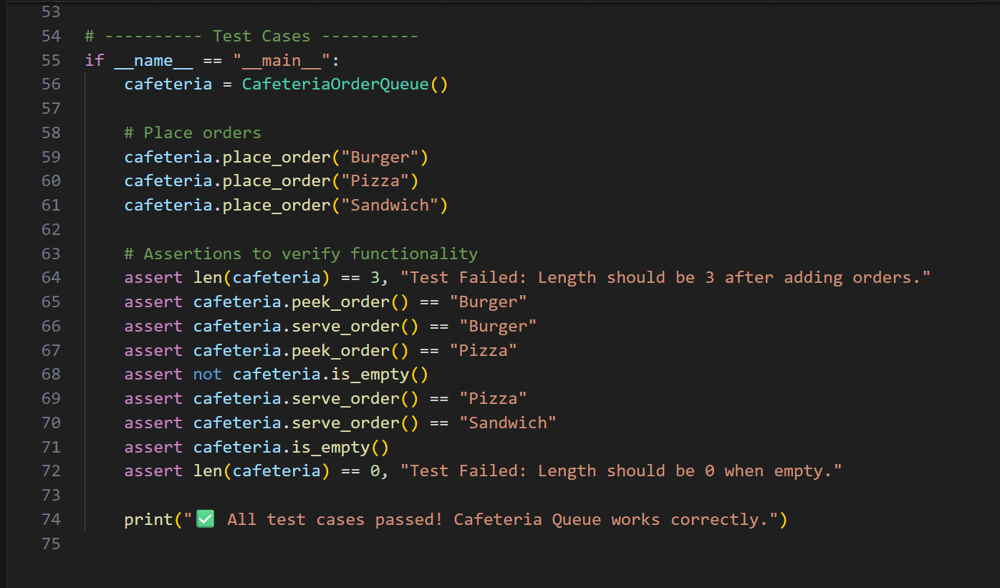 53
54 # ---------- Test Cases ----------
55 if __name__ == "__main__":
56     cafeteria = CafeteriaOrderQueue()
57
58     # Place orders
59     cafeteria.place_order("Burger")
60     cafeteria.place_order("Pizza")
61     cafeteria.place_order("Sandwich")
62
63     # Assertions to verify functionality
64     assert len(cafeteria) == 3, "Test Failed: Length should be 3 after adding orders."
65     assert cafeteria.peek_order() == "Burger"
66     assert cafeteria.serve_order() == "Burger"
67     assert cafeteria.peek_order() == "Pizza"
68     assert not cafeteria.is_empty()
69     assert cafeteria.serve_order() == "Pizza"
70     assert cafeteria.serve_order() == "Sandwich"
71     assert cafeteria.is_empty()
72     assert len(cafeteria) == 0, "Test Failed: Length should be 0 when empty."
73
74     print("✅ All test cases passed! Cafeteria Queue works correctly.")
75